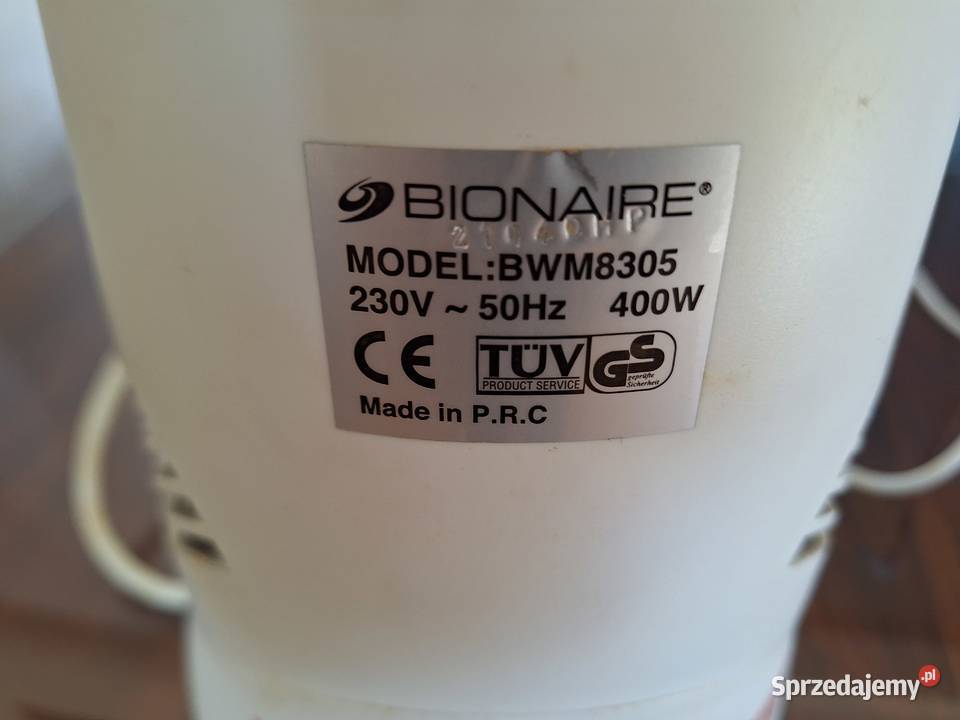 BIONAIRE®
MODEL:BWM8305
230V ~ 50Hz 400W
CE TÜV GS
PRODUCT SERVICE geprüfte
Sicherheit
Made in P.R.C
Sprzedajemy.pl